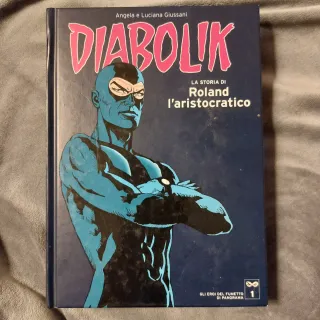 Angela e Luciana Giussani
DIABOLIK
LA STORIA DI
Roland
l'aristocratico
GLI EROI DEL FUMETTO
DI PANORAMA
1